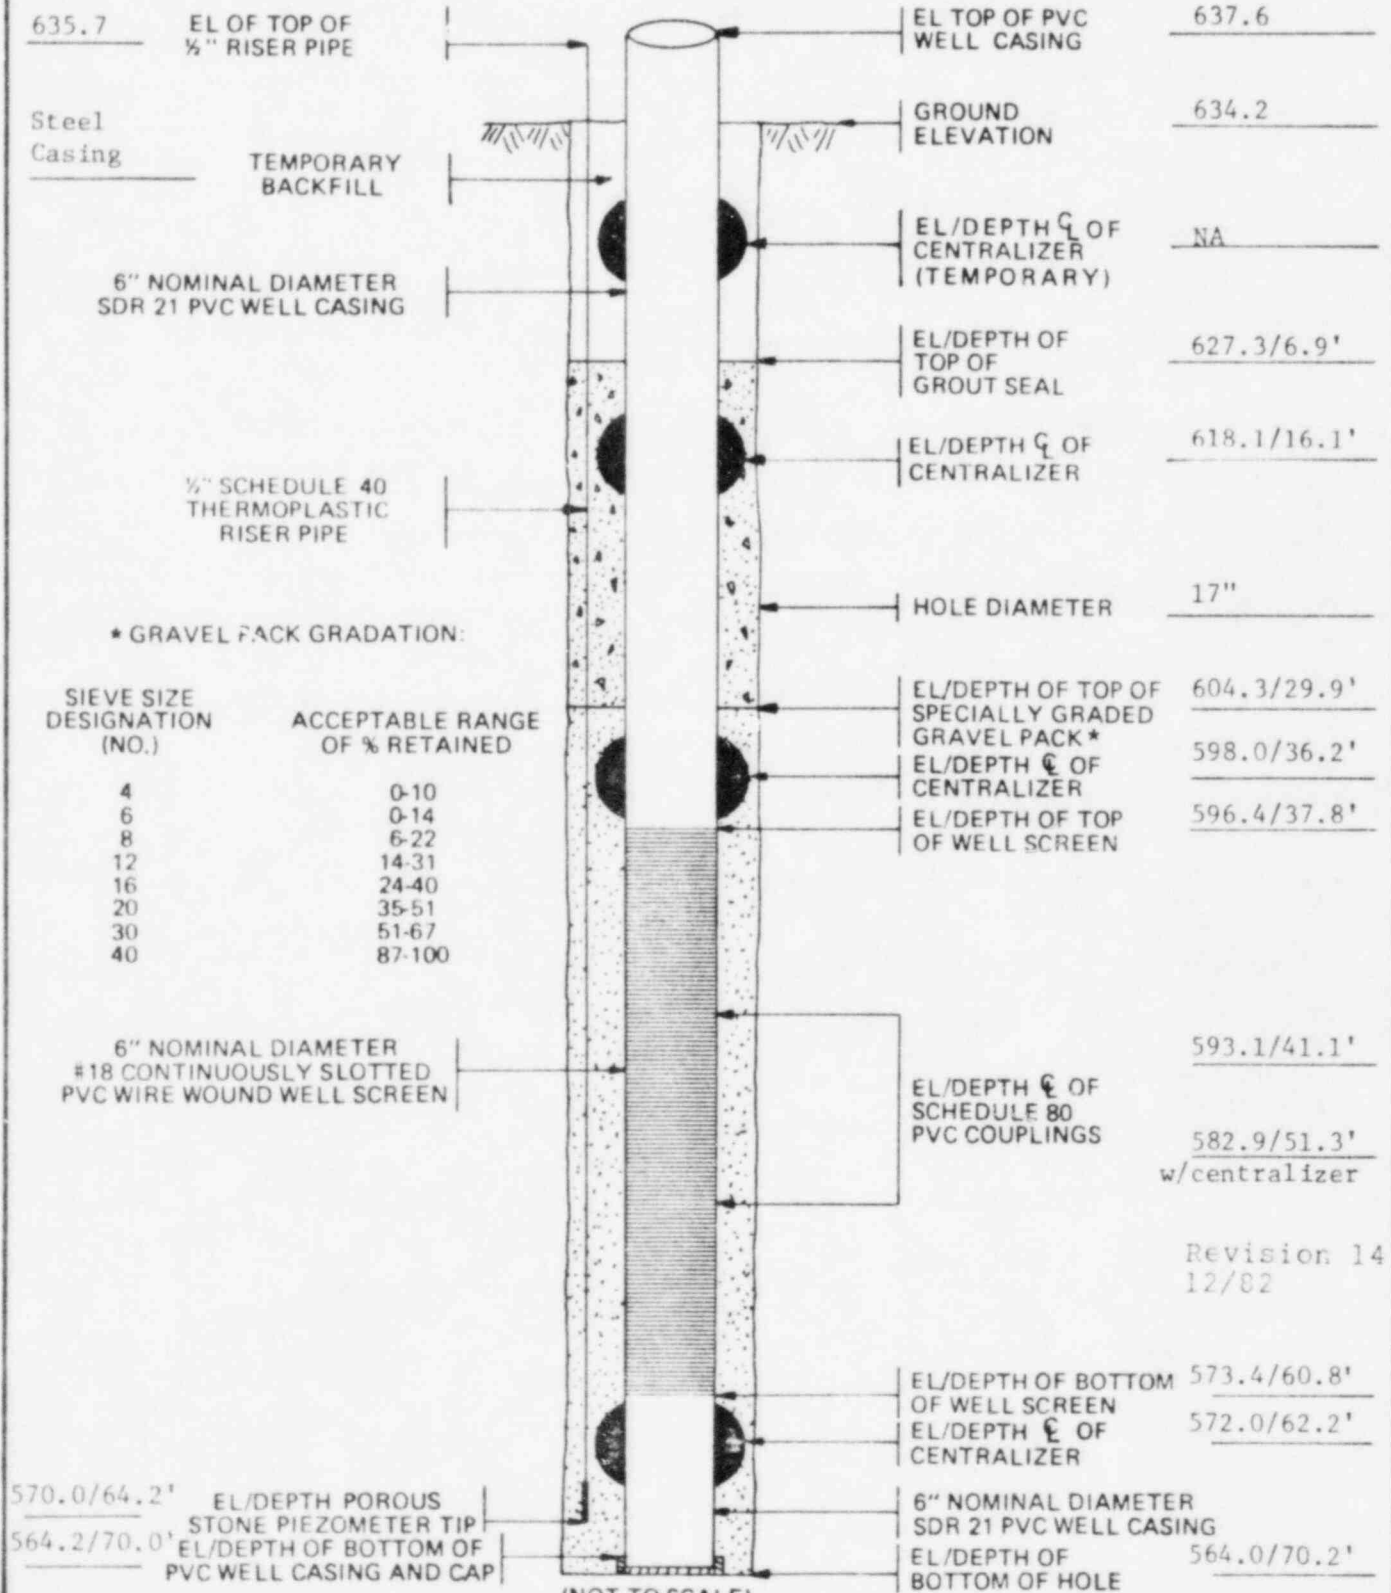 635.7
EL OF TOP OF
½" RISER PIPE
EL TOP OF PVC
WELL CASING
637.6
Steel
Casing
GROUND
ELEVATION
634.2
TEMPORARY
BACKFILL
EL/DEPTH ℄ OF
CENTRALIZER
(TEMPORARY)
NA
6" NOMINAL DIAMETER
SDR 21 PVC WELL CASING
EL/DEPTH OF
TOP OF
GROUT SEAL
627.3/6.9'
EL/DEPTH ℄ OF
CENTRALIZER
618.1/16.1'
½" SCHEDULE 40
THERMOPLASTIC
RISER PIPE
HOLE DIAMETER
17"
* GRAVEL PACK GRADATION:
SIEVE SIZE
DESIGNATION
(NO.)
ACCEPTABLE RANGE
OF % RETAINED
4 0-10
6 0-14
8 6-22
12 14-31
16 24-40
20 35-51
30 51-67
40 87-100
EL/DEPTH OF TOP OF
SPECIALLY GRADED
GRAVEL PACK *
604.3/29.9'
EL/DEPTH ℄ OF
CENTRALIZER
598.0/36.2'
EL/DEPTH OF TOP
OF WELL SCREEN
596.4/37.8'
6" NOMINAL DIAMETER
#18 CONTINUOUSLY SLOTTED
PVC WIRE WOUND WELL SCREEN
EL/DEPTH ℄ OF
SCHEDULE 80
PVC COUPLINGS
593.1/41.1'
582.9/51.3'
w/centralizer
Revision 14
12/82
EL/DEPTH OF BOTTOM
OF WELL SCREEN
573.4/60.8'
EL/DEPTH ℄ OF
CENTRALIZER
572.0/62.2'
570.0/64.2'
EL/DEPTH POROUS
STONE PIEZOMETER TIP
6" NOMINAL DIAMETER
SDR 21 PVC WELL CASING
564.2/70.0'
EL/DEPTH OF BOTTOM OF
PVC WELL CASING AND CAP
EL/DEPTH OF
BOTTOM OF HOLE
564.0/70.2'
(NOT TO SCALE)